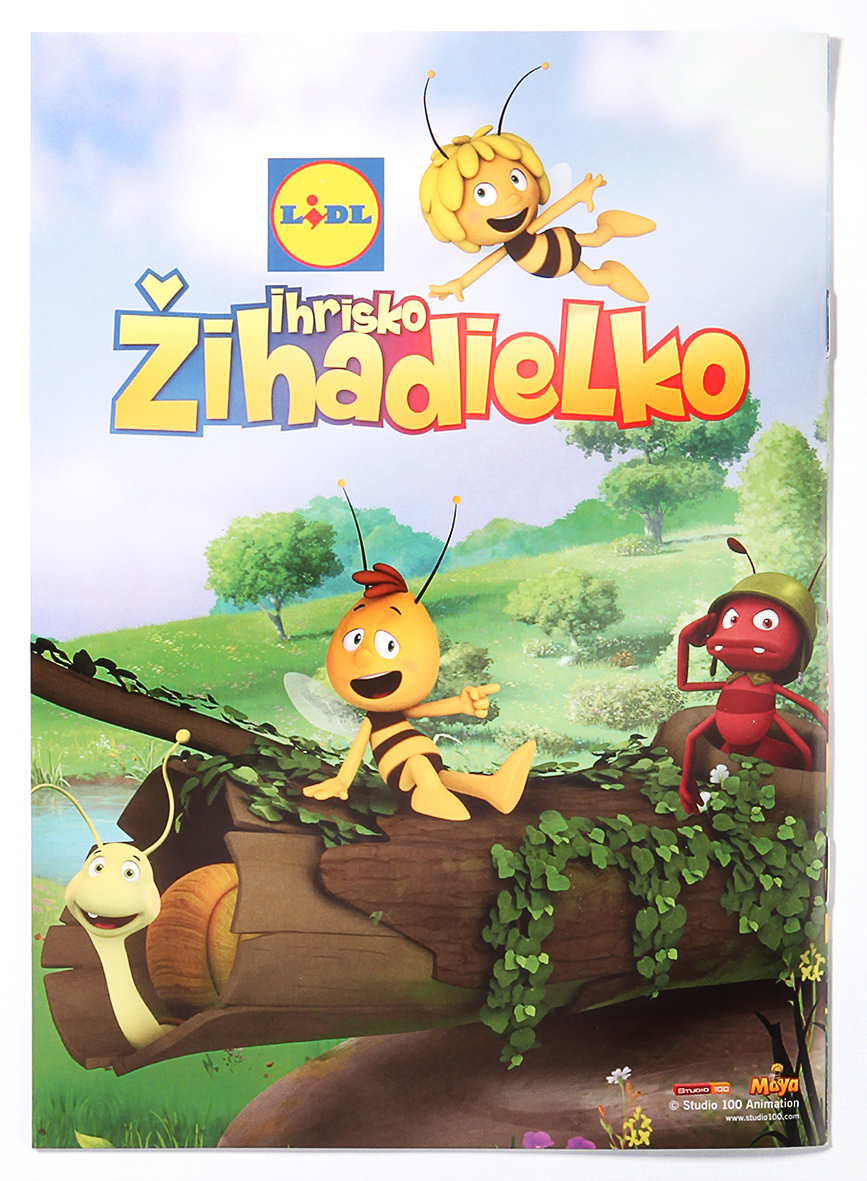 LIDL
Ihrisko
Žihadielko
STUDIO 100
Maya
© Studio 100 Animation
www.studio100.com